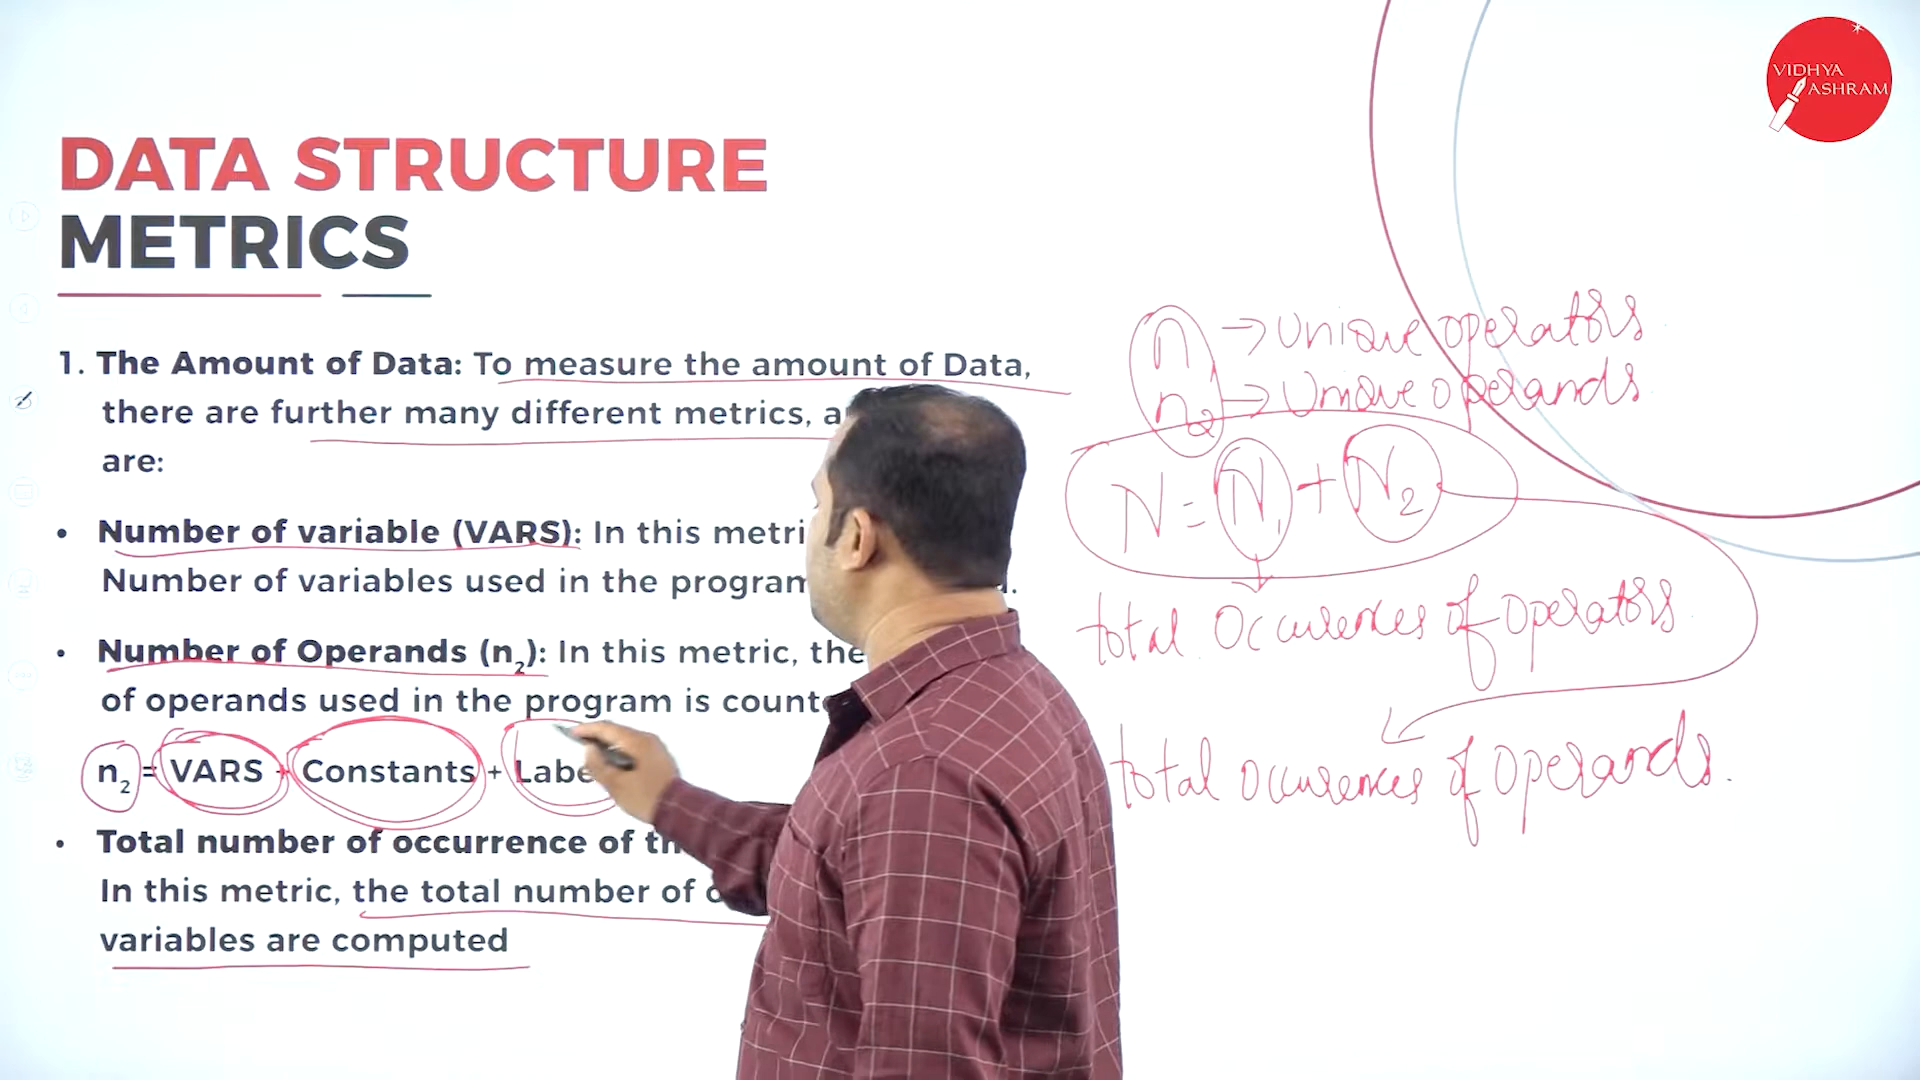 VIDHYA
ASHRAM
DATA STRUCTURE
METRICS
1. The Amount of Data: To measure the amount of Data,
there are further many different metrics, a
are:
• Number of variable (VARS): In this metri
Number of variables used in the program
• Number of Operands (n₂): In this metric, the
of operands used in the program is count
n₂ = VARS + Constants + Labe
• Total number of occurrence of th
In this metric, the total number of
variables are computed
n₁ → Unique operators
n₂ → Unique operands
N = N₁ + N₂
total Occurences of Operators
total Occurences of Operands.